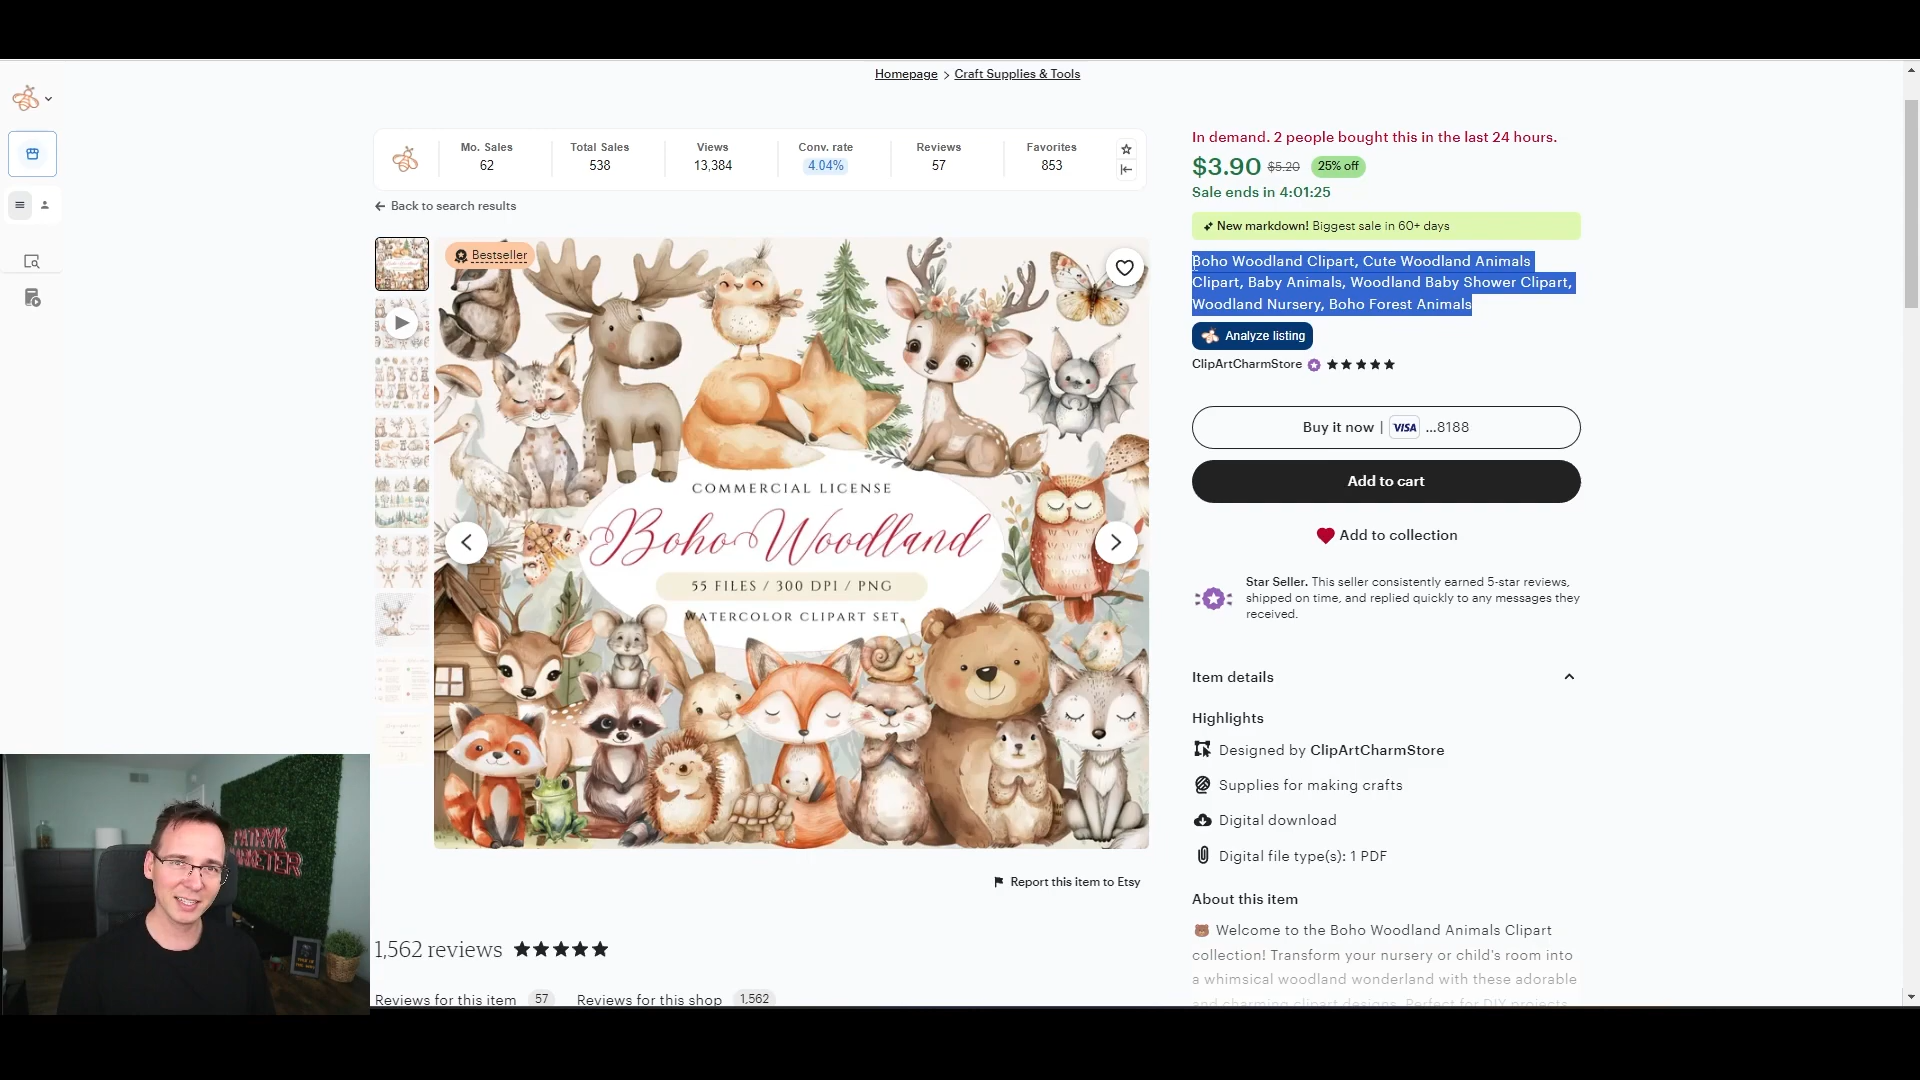 Homepage > Craft Supplies & Tools
Mo. Sales
62
Total Sales
538
Views
13,384
Conv. rate
4.04%
Reviews
57
Favorites
853
Back to search results
Bestseller
COMMERCIAL LICENSE
Boho Woodland
55 FILES / 300 DPI / PNG
WATERCOLOR CLIPART SET
Report this item to Etsy
1,562 reviews
Reviews for this item 57
Reviews for this shop 1,562
In demand. 2 people bought this in the last 24 hours.
$3.90 $5.20 25% off
Sale ends in 4:01:25
New markdown! Biggest sale in 60+ days
Boho Woodland Clipart, Cute Woodland Animals
Clipart, Baby Animals, Woodland Baby Shower Clipart,
Woodland Nursery, Boho Forest Animals
Analyze listing
ClipArtCharmStore
Buy it now | VISA ...8188
Add to cart
Add to collection
Star Seller. This seller consistently earned 5-star reviews,
shipped on time, and replied quickly to any messages they
received.
Item details
Highlights
Designed by ClipArtCharmStore
Supplies for making crafts
Digital download
Digital file type(s): 1 PDF
About this item
🐻 Welcome to the Boho Woodland Animals Clipart
collection! Transform your nursery or child's room into
a whimsical woodland wonderland with these adorable
and charming clipart designs. Perfect for DIY projects,
PATRYK